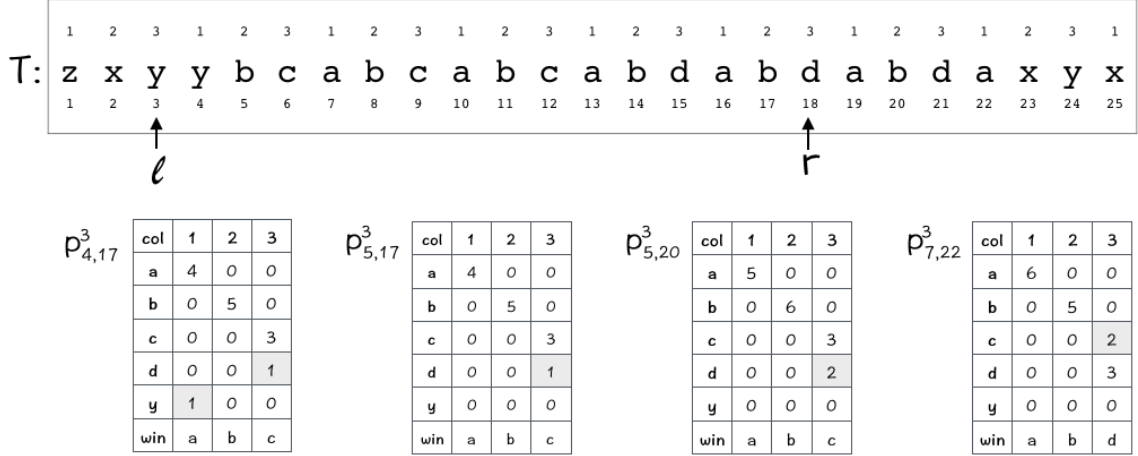 1 2 3 1 2 3 1 2 3 1 2 3 1 2 3 1 2 3 1 2 3 1 2 3 1
T: z x y y b c a b c a b c a b d a b d a b d a x y x
1 2 3 4 5 6 7 8 9 10 11 12 13 14 15 16 17 18 19 20 21 22 23 24 25
ℓ r
p³₄,₁₇
col 1 2 3
a 4 0 0
b 0 5 0
c 0 0 3
d 0 0 1
y 1 0 0
win a b c
p³₅,₁₇
col 1 2 3
a 4 0 0
b 0 5 0
c 0 0 3
d 0 0 1
y 0 0 0
win a b c
p³₅,₂₀
col 1 2 3
a 5 0 0
b 0 6 0
c 0 0 3
d 0 0 2
y 0 0 0
win a b c
p³₇,₂₂
col 1 2 3
a 6 0 0
b 0 5 0
c 0 0 2
d 0 0 3
y 0 0 0
win a b d